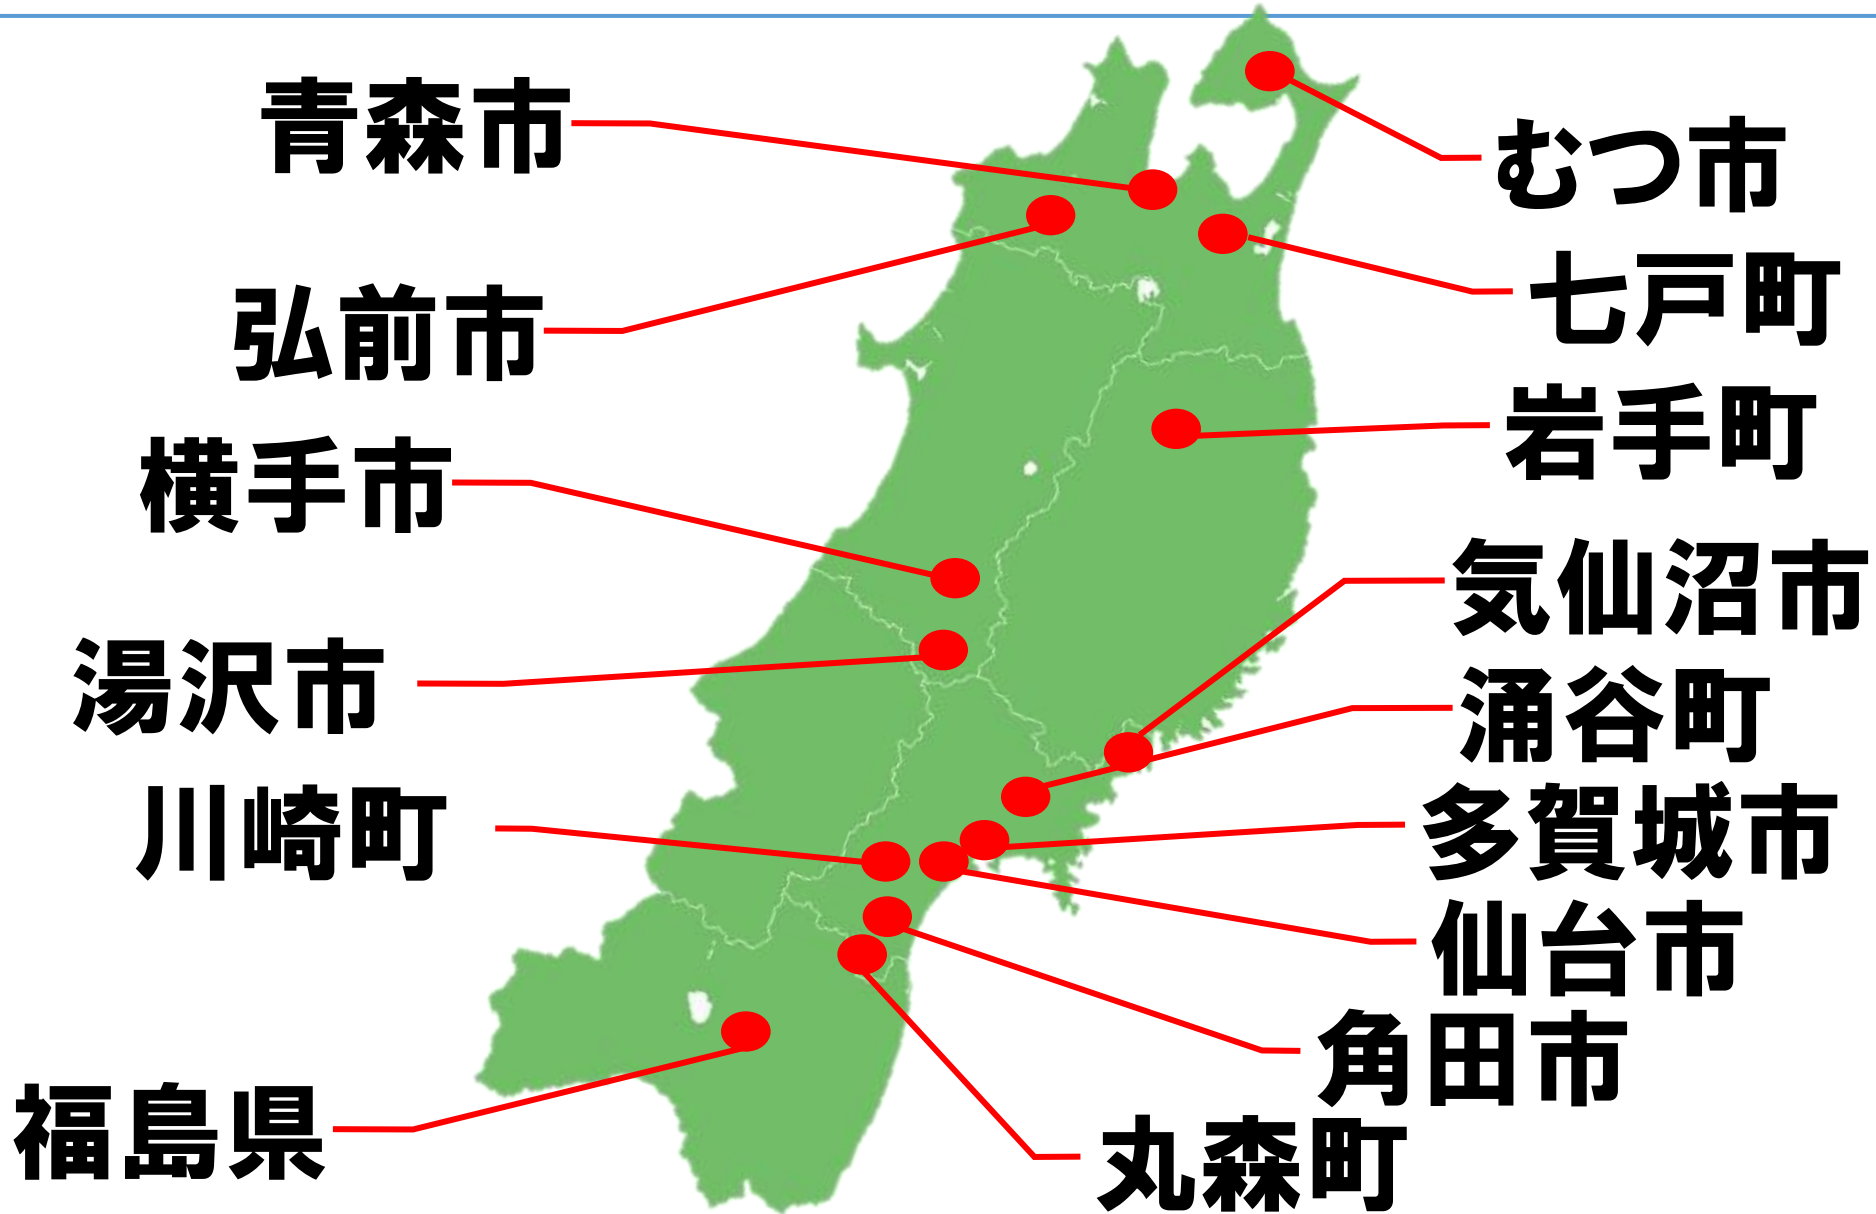 青森市
むつ市
弘前市
七戸町
岩手町
横手市
気仙沼市
湯沢市
涌谷町
川崎町
多賀城市
仙台市
角田市
福島県
丸森町